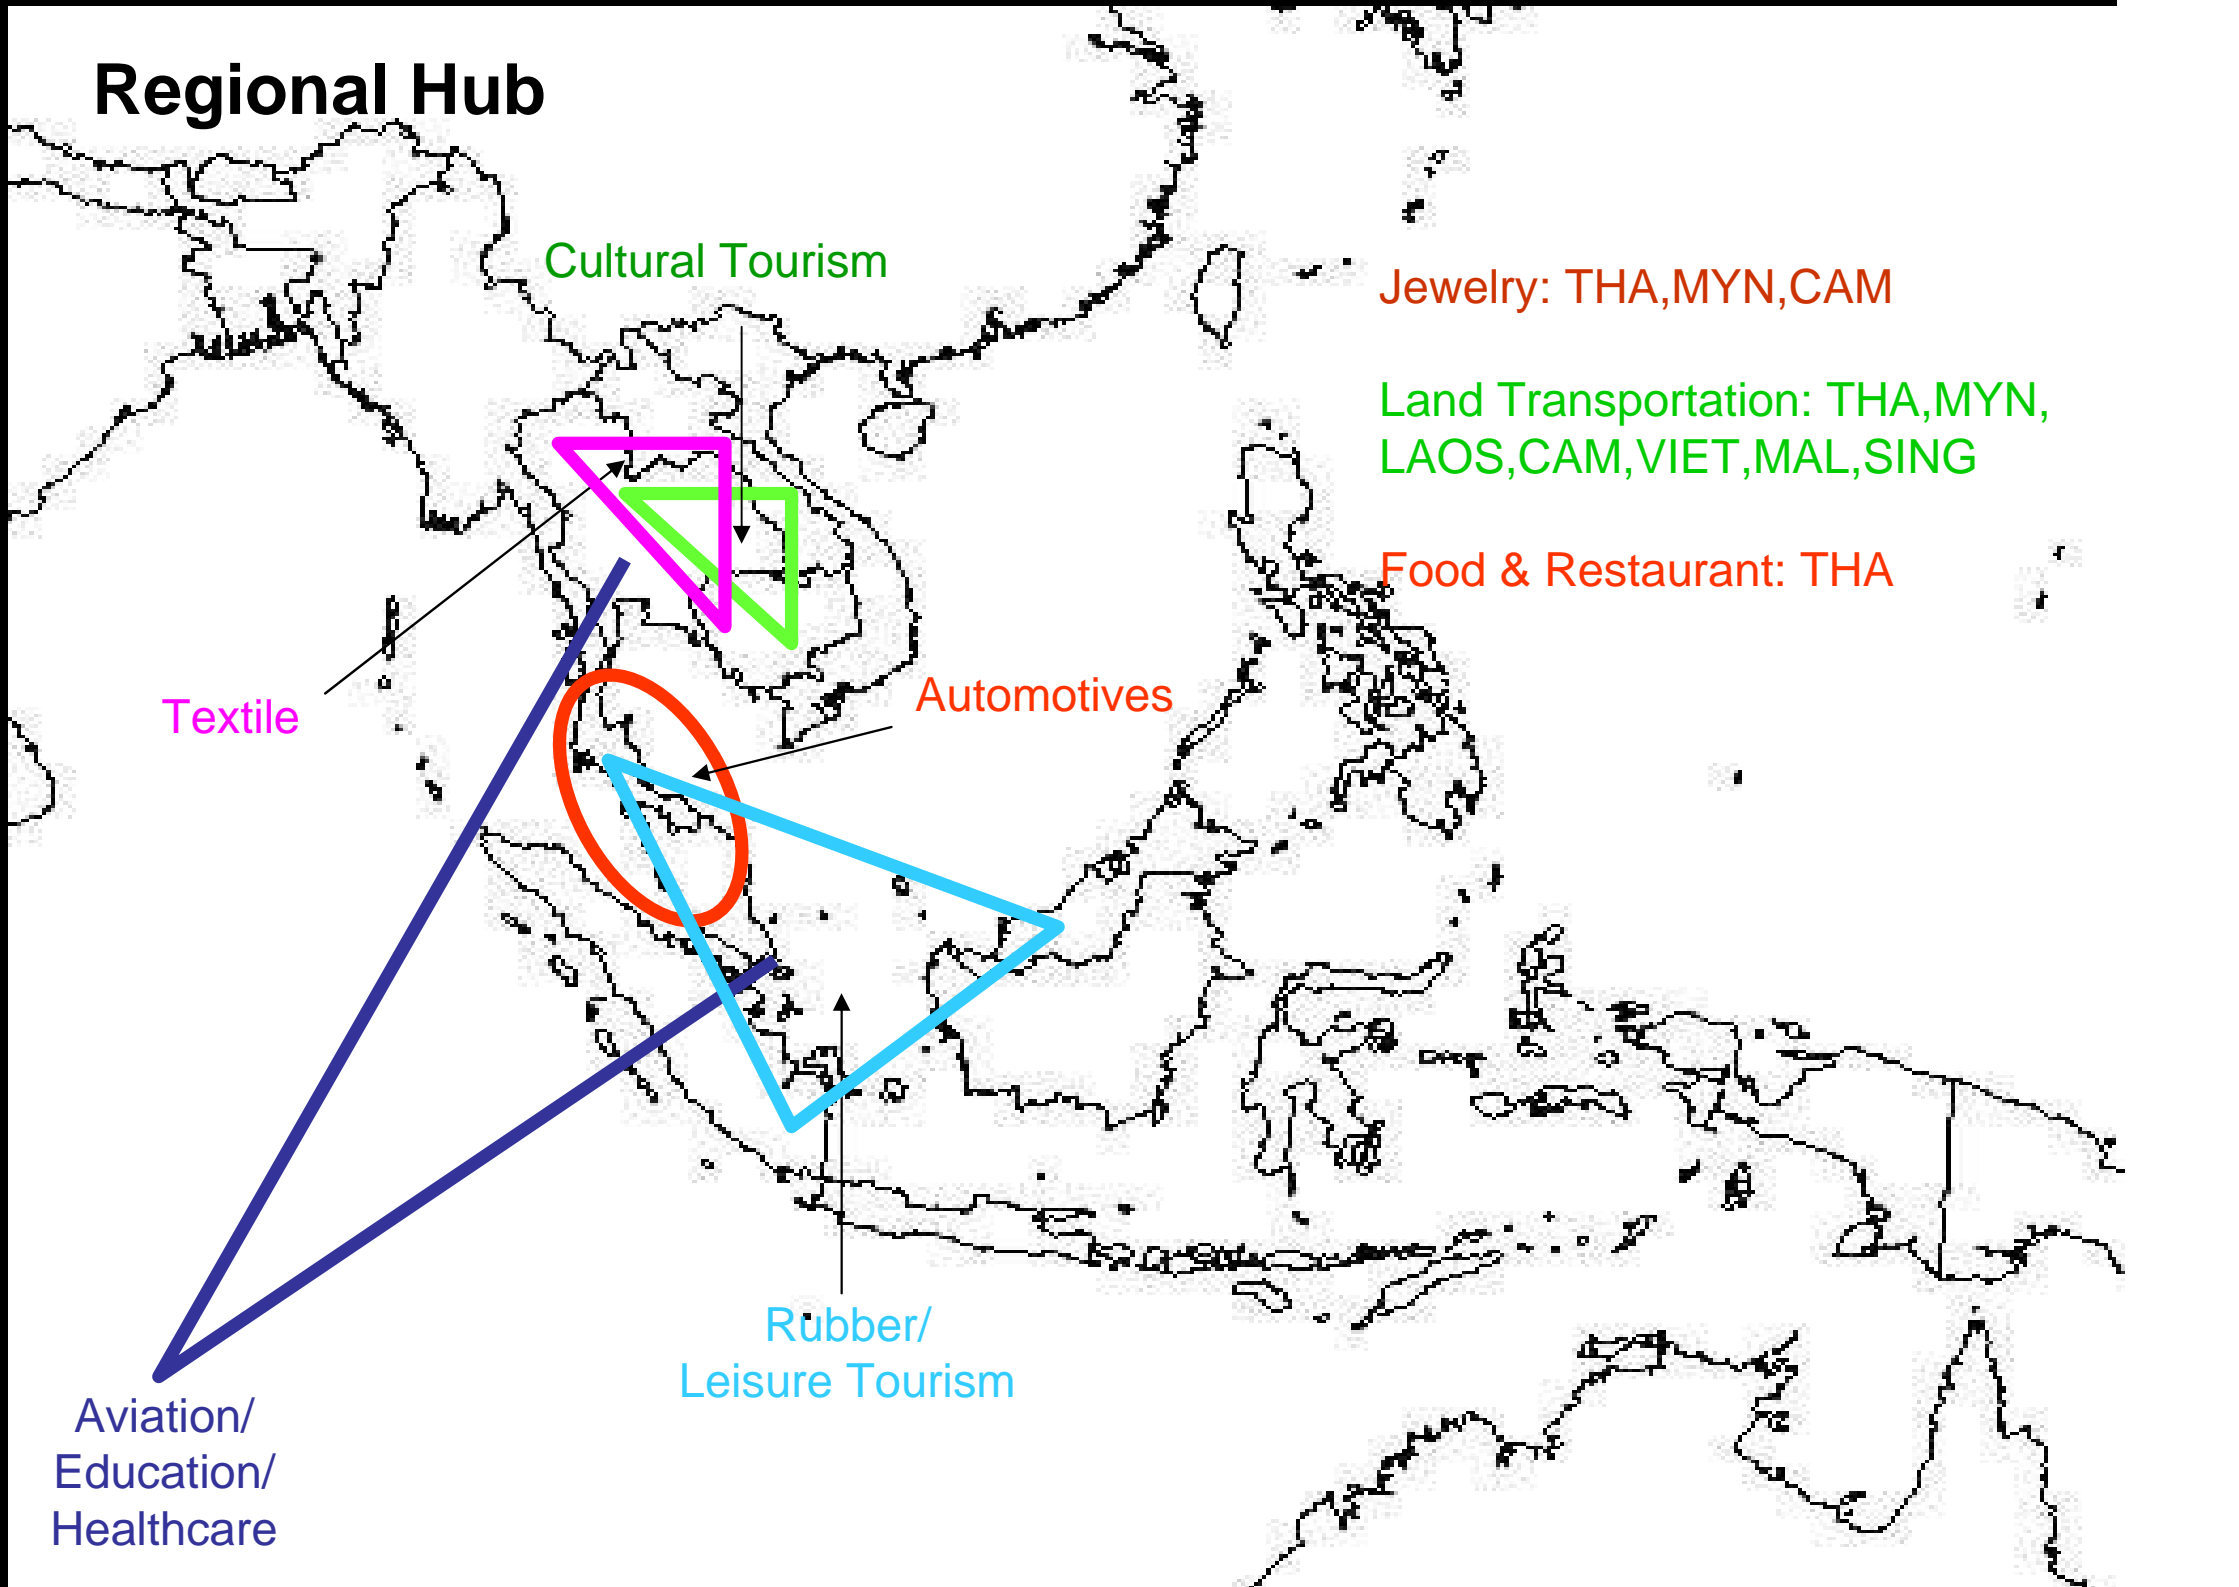 Regional Hub
Cultural Tourism
Jewelry: THA,MYN,CAM
Land Transportation: THA,MYN,
LAOS,CAM,VIET,MAL,SING
Food & Restaurant: THA
Textile
Automotives
Rubber/
Leisure Tourism
Aviation/
Education/
Healthcare